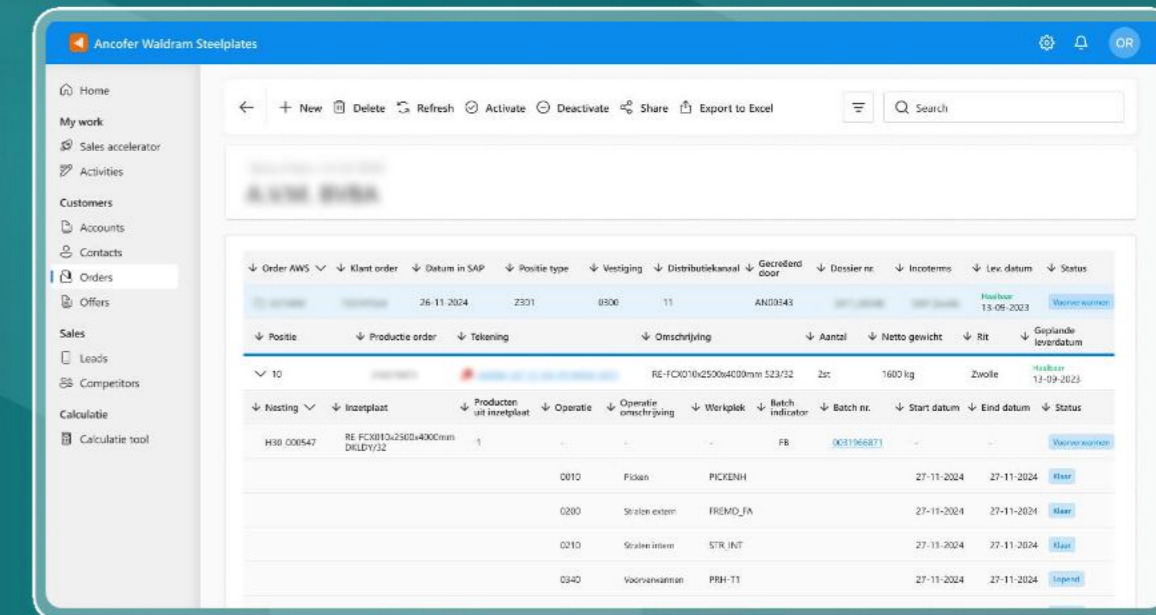 Ancofer Waldram Steelplates
OR
Home
My work
Sales accelerator
Activities
Customers
Accounts
Contacts
Orders
Offers
Sales
Leads
Competitors
Calculatie
Calculatie tool
New Delete Refresh Activate Deactivate Share Export to Excel Search
A.V.M. BVBA
Order AWS Klant order Datum in SAP Positie type Vestiging Distributiekanaal Gecreëerd door Dossier nr. Incoterms Lev. datum Status
26-11-2024 Z301 0300 11 AN00343 Haalbaar 13-09-2023 Voorverwarmen
Positie Productie order Tekening Omschrijving Aantal Netto gewicht Rit Geplande leverdatum
10 RE-FCX010x2500x4000mm S23/32 2st 1600 kg Zwolle Haalbaar 13-09-2023
Nesting Inzetplaat Producten uit inzetplaat Operatie Operatie omschrijving Werkplek Batch indicator Batch nr. Start datum Eind datum Status
H30-000547 RE-FCX010x2500x4000mm DKLDY/32 1 - - - FB 0031966871 - - Voorverwarmen
0010 Picken PICKENH 27-11-2024 27-11-2024 Klaar
0200 Stralen extern FREMD_FA 27-11-2024 27-11-2024 Klaar
0210 Stralen intern STR_INT 27-11-2024 27-11-2024 Klaar
0340 Voorverwarmen PRH-T1 27-11-2024 27-11-2024 Lopend